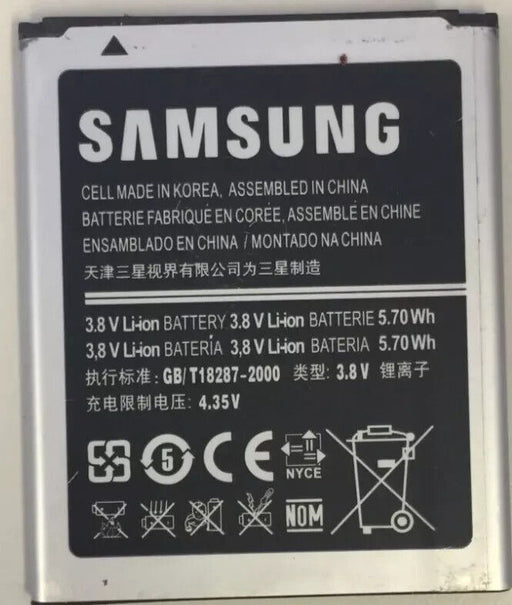 SAMSUNG
CELL MADE IN KOREA, ASSEMBLED IN CHINA
BATTERIE FABRIQUÉ EN CORÉE, ASSEMBLÉ EN CHINE
ENSAMBLADO EN CHINA / MONTADO NA CHINA
天津三星视界有限公司为三星制造
3.8 V Li-ion BATTERY 3.8 V Li-ion BATTERIE 5.70 Wh
3,8 V Li-ion BATERÍA 3,8 V Li-ion BATERIA 5.70 Wh
执行标准: GB/T18287-2000 类型: 3.8 V 锂离子
充电限制电压: 4.35 V
5 CE NYCE
NOM